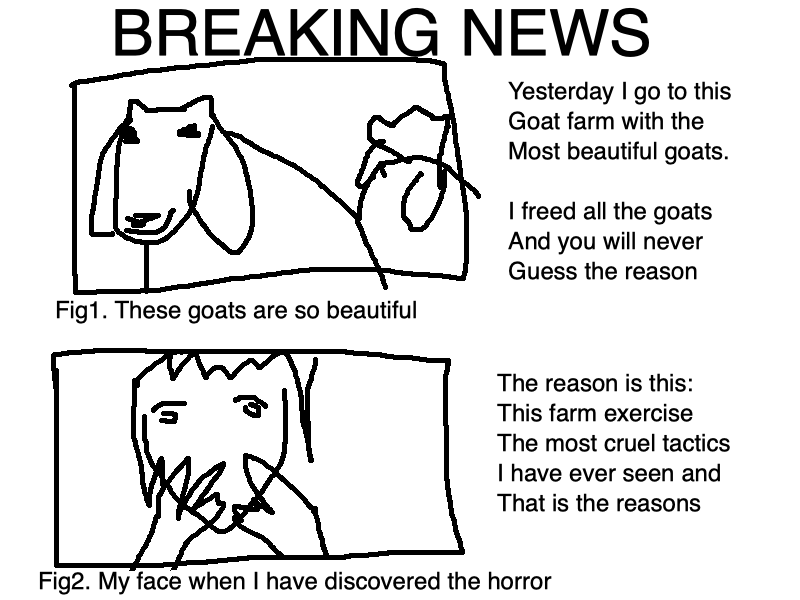 BREAKING NEWS
Yesterday I go to this
Goat farm with the
Most beautiful goats.
I freed all the goats
And you will never
Guess the reason
Fig1. These goats are so beautiful
The reason is this:
This farm exercise
The most cruel tactics
I have ever seen and
That is the reasons
Fig2. My face when I have discovered the horror